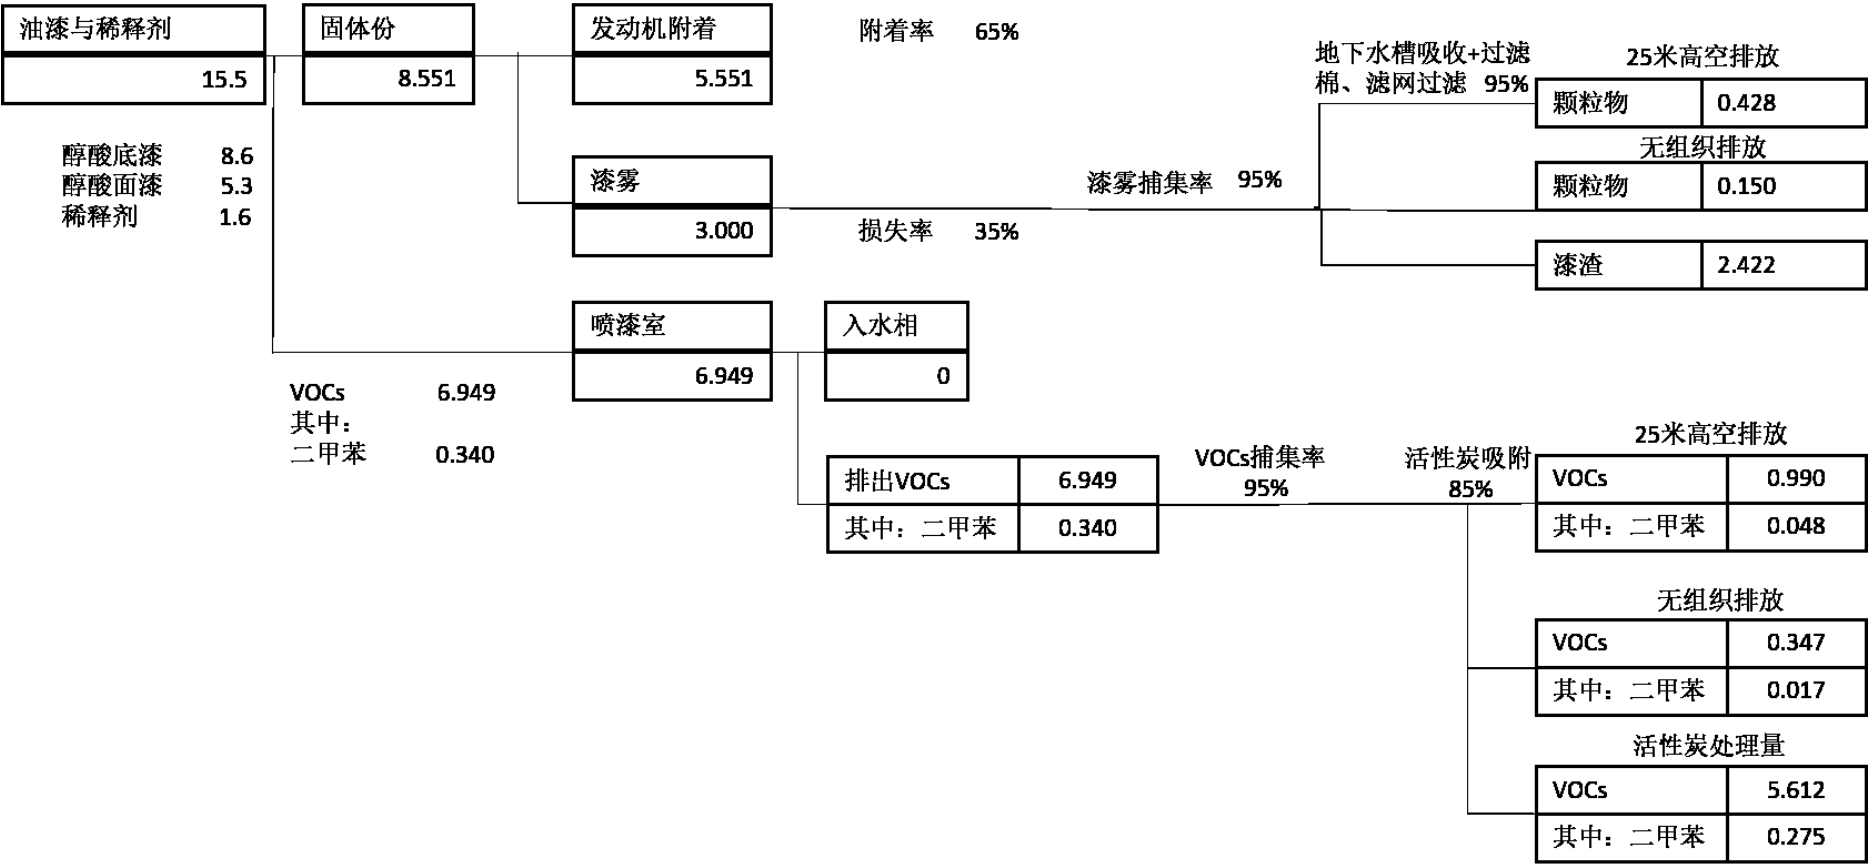 油漆与稀释剂
15.5
固体份
8.551
发动机附着
5.551
附着率 65%
地下水槽吸收+过滤
棉、滤网过滤 95%
25米高空排放
颗粒物 0.428
无组织排放
颗粒物 0.150
漆渣 2.422
醇酸底漆 8.6
醇酸面漆 5.3
稀释剂 1.6
漆雾
3.000
漆雾捕集率 95%
损失率 35%
喷漆室
6.949
入水相
0
VOCs 6.949
其中：
二甲苯 0.340
排出VOCs 6.949
其中：二甲苯 0.340
VOCs捕集率
95%
活性炭吸附
85%
25米高空排放
VOCs 0.990
其中：二甲苯 0.048
无组织排放
VOCs 0.347
其中：二甲苯 0.017
活性炭处理量
VOCs 5.612
其中：二甲苯 0.275